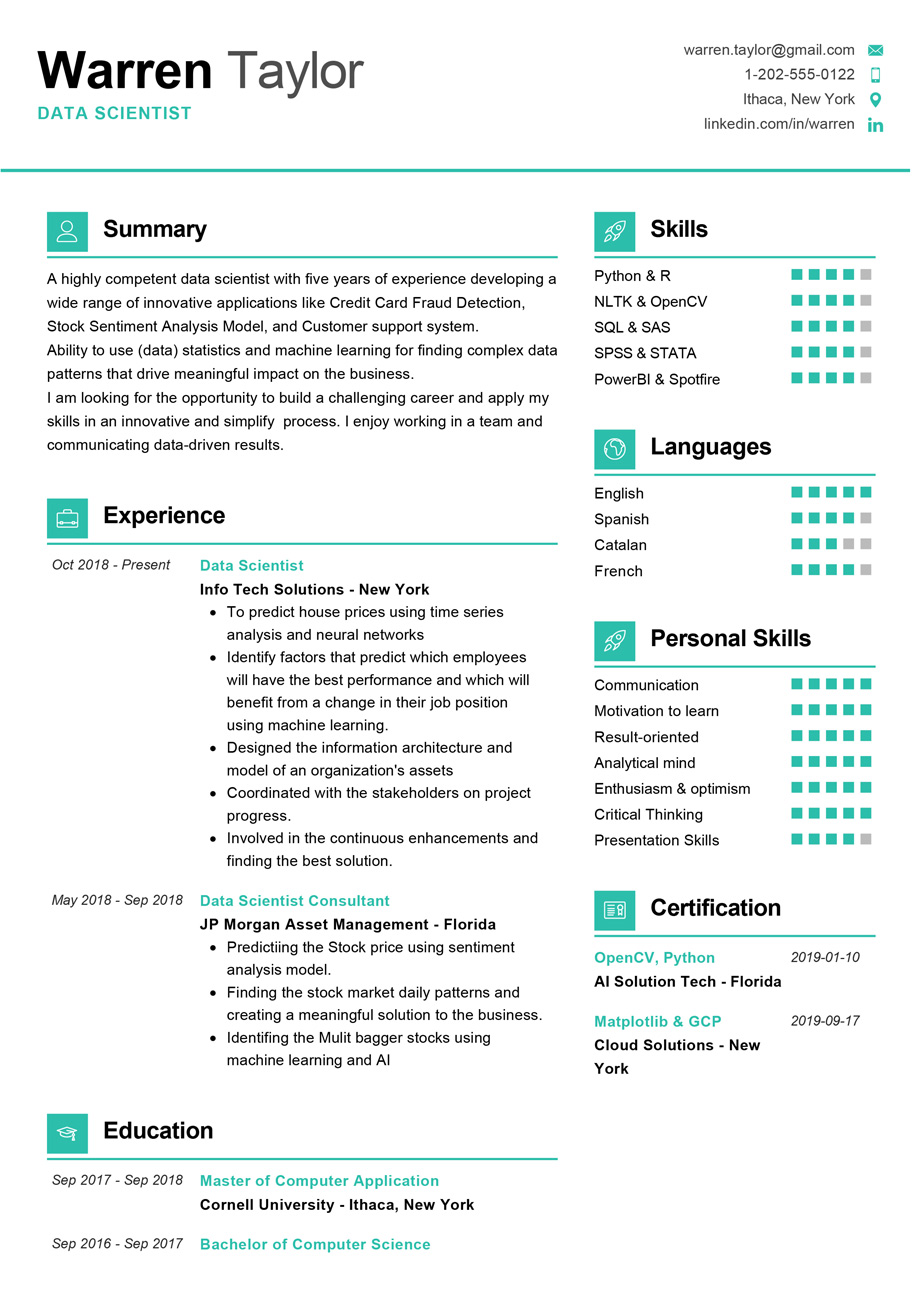 Warren Taylor
DATA SCIENTIST
warren.taylor@gmail.com
1-202-555-0122
Ithaca, New York
linkedin.com/in/warren
Summary
A highly competent data scientist with five years of experience developing a
wide range of innovative applications like Credit Card Fraud Detection,
Stock Sentiment Analysis Model, and Customer support system.
Ability to use (data) statistics and machine learning for finding complex data
patterns that drive meaningful impact on the business.
I am looking for the opportunity to build a challenging career and apply my
skills in an innovative and simplify  process. I enjoy working in a team and
communicating data-driven results.
Experience
Oct 2018 - Present
Data Scientist
Info Tech Solutions - New York
• To predict house prices using time series
analysis and neural networks
• Identify factors that predict which employees
will have the best performance and which will
benefit from a change in their job position
using machine learning.
• Designed the information architecture and
model of an organization's assets
• Coordinated with the stakeholders on project
progress.
• Involved in the continuous enhancements and
finding the best solution.
May 2018 - Sep 2018
Data Scientist Consultant
JP Morgan Asset Management - Florida
• Predictiing the Stock price using sentiment
analysis model.
• Finding the stock market daily patterns and
creating a meaningful solution to the business.
• Identifing the Mulit bagger stocks using
machine learning and AI
Education
Sep 2017 - Sep 2018
Master of Computer Application
Cornell University - Ithaca, New York
Sep 2016 - Sep 2017
Bachelor of Computer Science
Skills
Python & R
NLTK & OpenCV
SQL & SAS
SPSS & STATA
PowerBI & Spotfire
Languages
English
Spanish
Catalan
French
Personal Skills
Communication
Motivation to learn
Result-oriented
Analytical mind
Enthusiasm & optimism
Critical Thinking
Presentation Skills
Certification
OpenCV, Python
2019-01-10
AI Solution Tech - Florida
Matplotlib & GCP
2019-09-17
Cloud Solutions - New
York